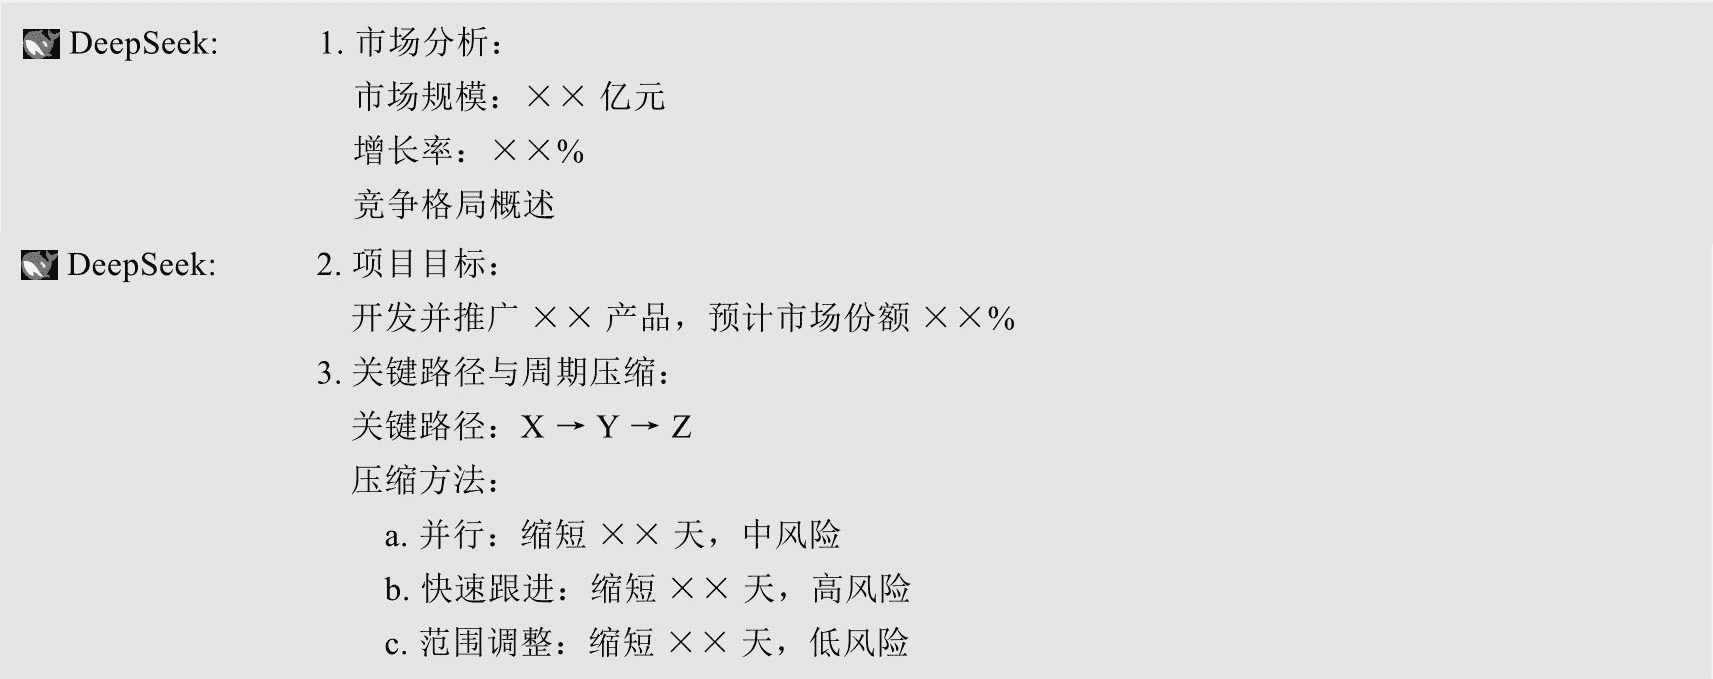 DeepSeek: 1. 市场分析：
市场规模：×× 亿元
增长率：××%
竞争格局概述
DeepSeek: 2. 项目目标：
开发并推广 ×× 产品，预计市场份额 ××%
3. 关键路径与周期压缩：
关键路径：X → Y → Z
压缩方法：
a. 并行：缩短 ×× 天，中风险
b. 快速跟进：缩短 ×× 天，高风险
c. 范围调整：缩短 ×× 天，低风险